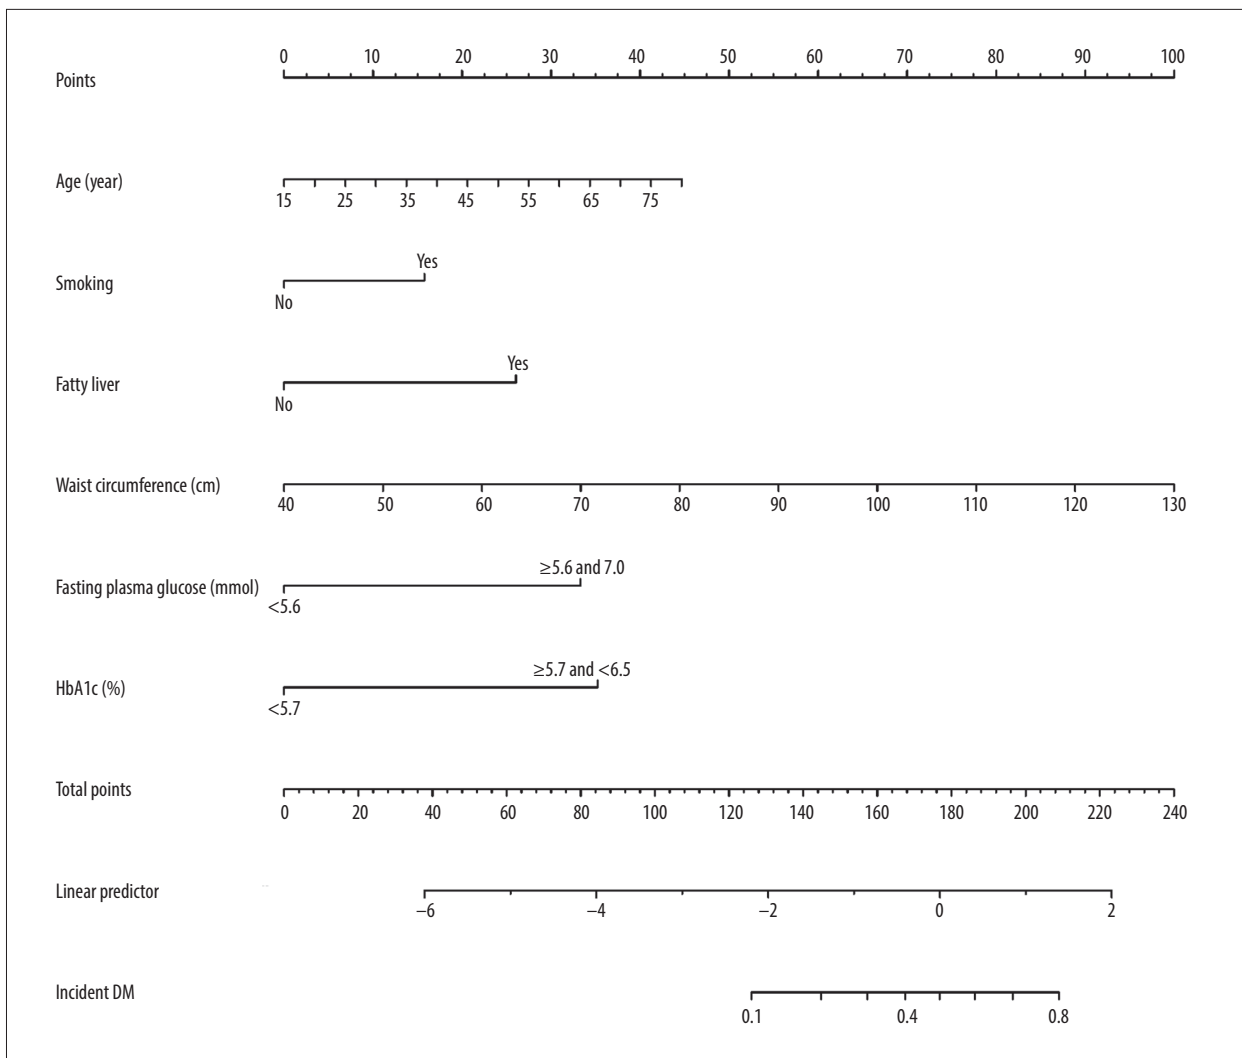 0 10 20 30 40 50 60 70 80 90 100
Points
Age (year)
15 25 35 45 55 65 75
Yes
Smoking
No
Yes
Fatty liver
No
Waist circumference (cm)
40 50 60 70 80 90 100 110 120 130
≥5.6 and 7.0
Fasting plasma glucose (mmol)
<5.6
≥5.7 and <6.5
HbA1c (%)
<5.7
Total points
0 20 40 60 80 100 120 140 160 180 200 220 240
Linear predictor
−6 −4 −2 0 2
Incident DM
0.1 0.4 0.8